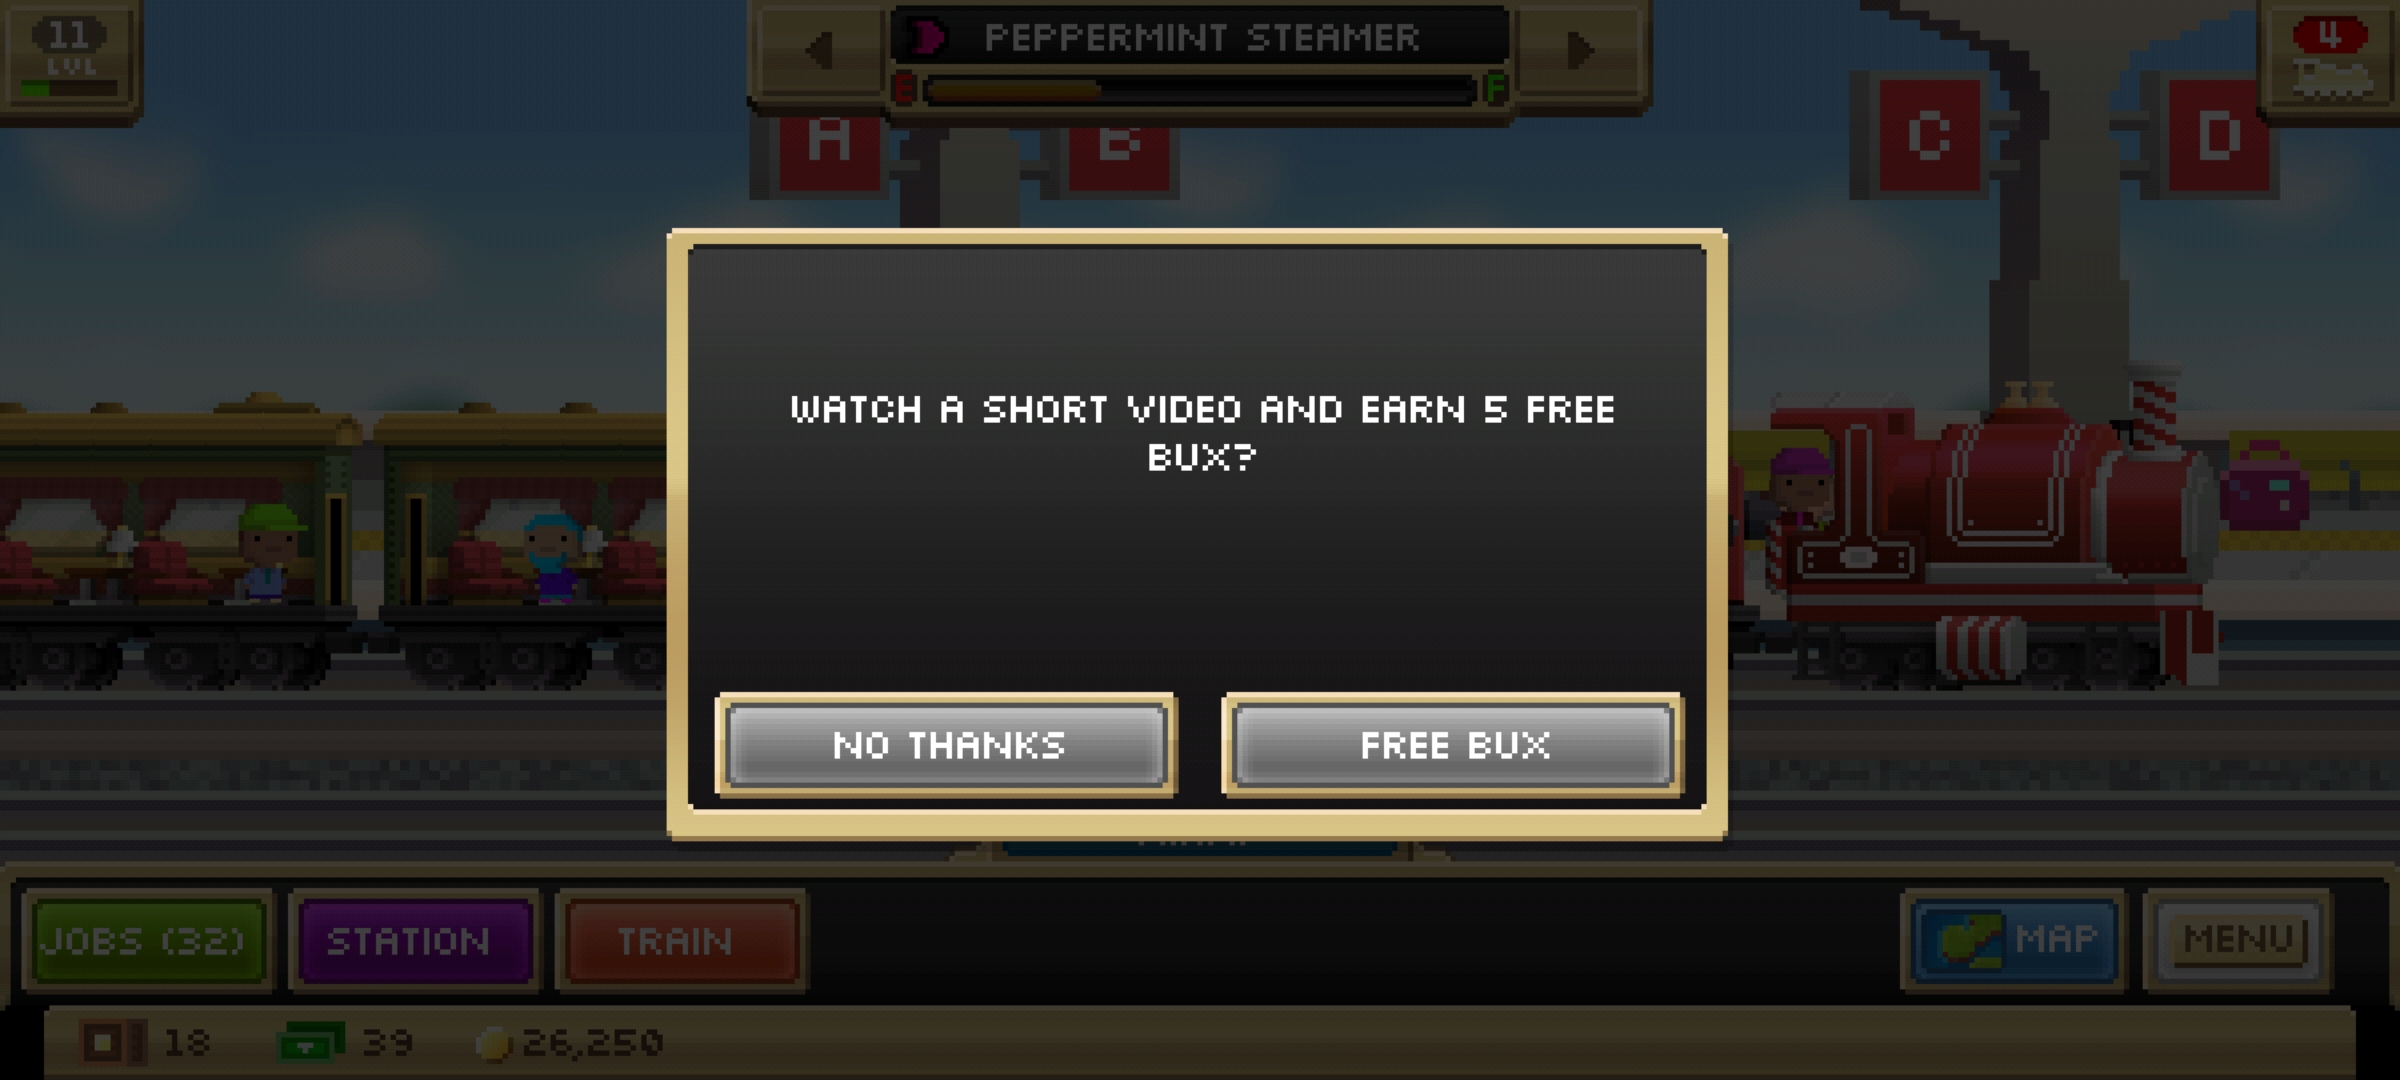 11
LVL
PEPPERMINT STEAMER
E
F
4
A
B
C
D
WATCH A SHORT VIDEO AND EARN 5 FREE
BUX?
NO THANKS
FREE BUX
JOBS (32)
STATION
TRAIN
MAP
MENU
18
39
26,250